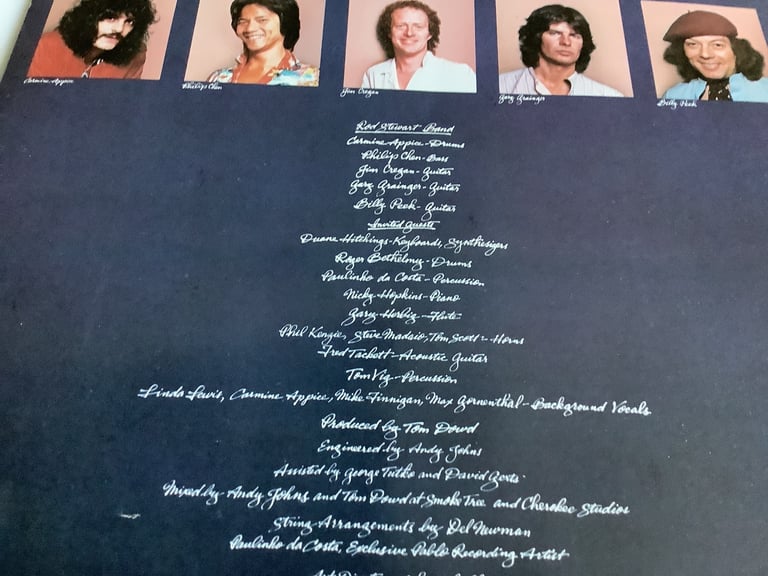 Carmine Appice
Phillip Chen
Jim Cregan
Gary Grainger
Billy Peek
Rod Stewart Band
Carmine Appice-Drums
Philip Chen-Bass
Jim Cregan-Guitar
Gary Grainger-Guitar
Billy Peek-Guitar
Invited Guests
Duane Hitchings-Keyboards, Synthesizers
Roger Bethelmy-Drums
Paulinho da Costa-Percussion
Nicky Hopkins-Piano
Gary Herbig-Flute
Phil Kenzie, Steve Madaio, Tom Scott-Horns
Fred Tackett-Acoustic Guitar
Tom Vig-Percussion
Linda Lewis, Carmine Appice, Mike Finnigan, Max Gornenthal-Background Vocals
Produced by Tom Dowd
Engineered by Andy Johns
Assisted by George Tutko and David
Mixed by Andy Johns and Tom Dowd at Smoke Tree and Cherokee Studios
String Arrangements by Del Newman
Paulinho da Costa, Exclusive Pablo Recording Artist